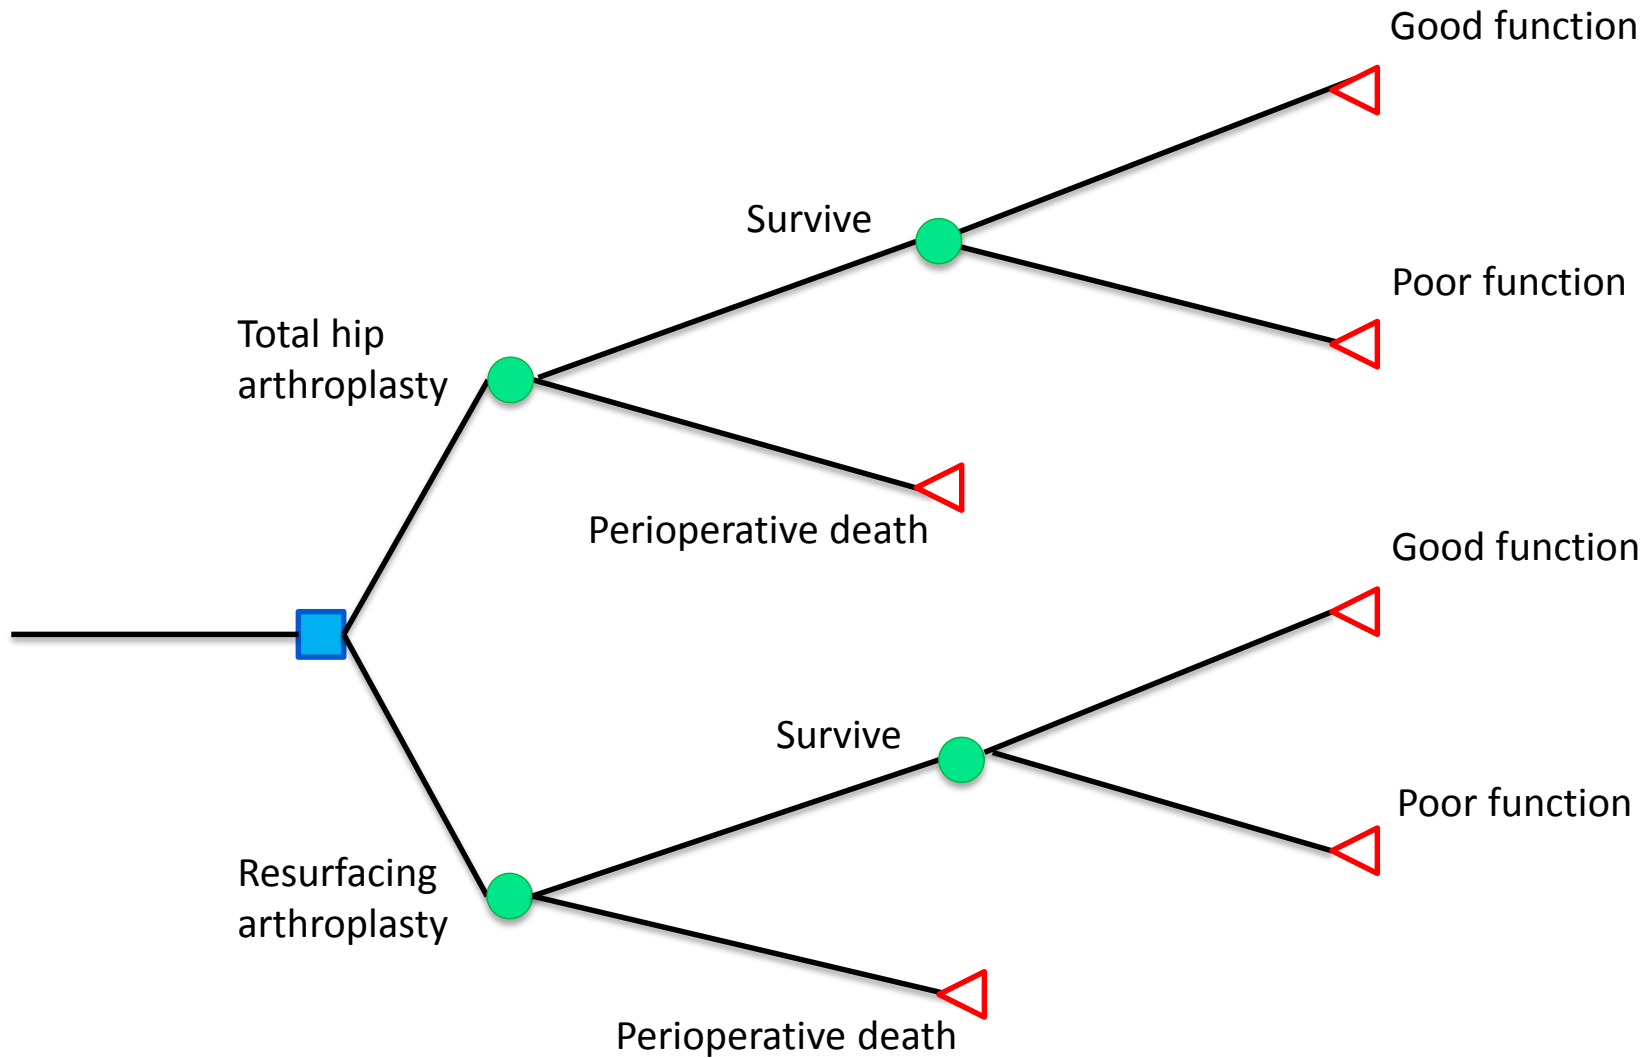 Good function
Survive
Poor function
Total hip
arthroplasty
Perioperative death
Good function
Survive
Poor function
Resurfacing
arthroplasty
Perioperative death